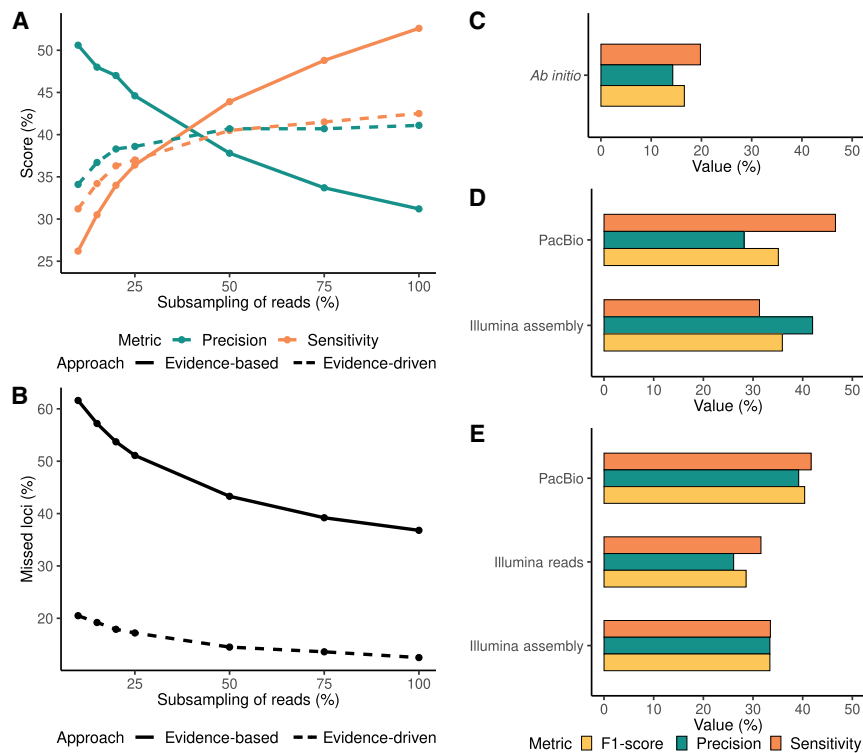 A
Score (%)
50
45
40
35
30
25
25
50
75
100
Subsampling of reads (%)
Metric Precision Sensitivity
Approach Evidence-based Evidence-driven
B
Missed loci (%)
60
50
40
30
20
25
50
75
100
Subsampling of reads (%)
Approach Evidence-based Evidence-driven
C
Ab initio
0
10
20
30
40
50
Value (%)
D
PacBio
Illumina assembly
0
10
20
30
40
50
Value (%)
E
PacBio
Illumina reads
Illumina assembly
0
10
20
30
40
50
Value (%)
Metric F1-score Precision Sensitivity